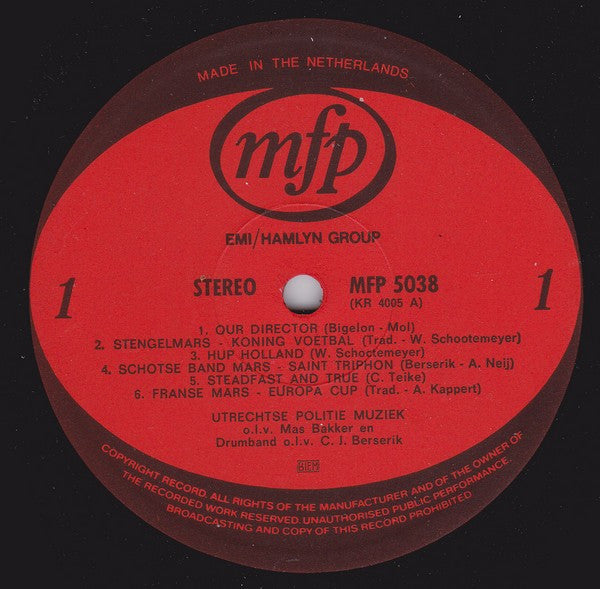 MADE IN THE NETHERLANDS
mfp
EMI/HAMLYN GROUP
1
STEREO
MFP 5038
(KR 4005 A)
1
1. OUR DIRECTOR (Bigelon - Mol)
2. STENGELMARS - KONING VOETBAL (Trad. - W. Schootemeyer)
3. HUP HOLLAND (W. Schootemeyer)
4. SCHOTSE BAND MARS - SAINT TRIPHON (Berserik - A. Neij)
5. STEADFAST AND TRUE (C. Teike)
6. FRANSE MARS - EUROPA CUP (Trad. - A. Kappert)
UTRECHTSE POLITIE MUZIEK
o.l.v. Mas Bakker en
Drumband o.l.v. C. J. Berserik
BIEM
COPYRIGHT RECORD. ALL RIGHTS OF THE MANUFACTURER AND OF THE OWNER OF
THE RECORDED WORK RESERVED. UNAUTHORISED PUBLIC PERFORMANCE.
BROADCASTING AND COPY OF THIS RECORD PROHIBITED